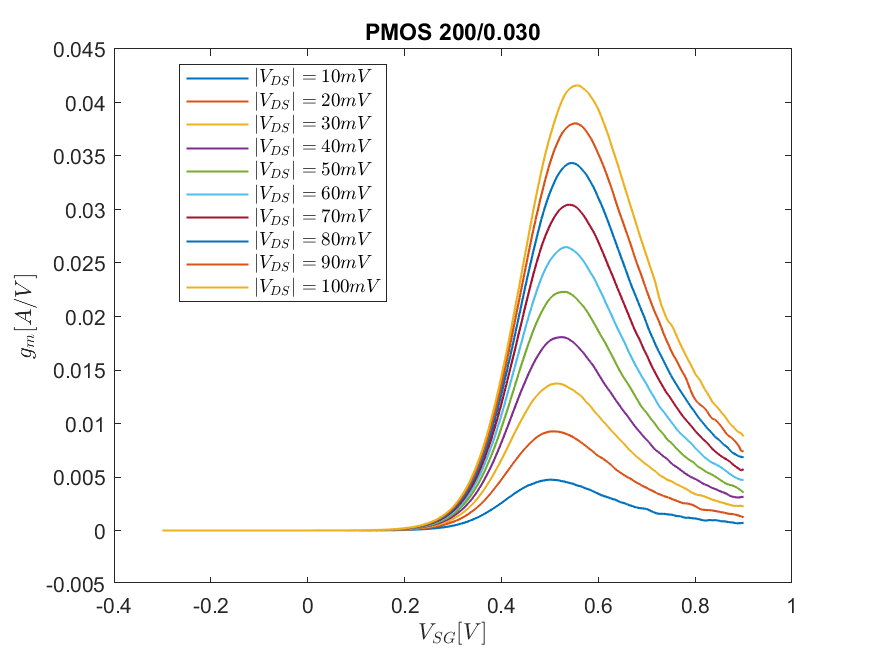 PMOS 200/0.030
0.045
0.04
0.035
0.03
0.025
0.02
0.015
0.01
0.005
0
-0.005
g_m[A/V]
|V_DS| = 10mV
|V_DS| = 20mV
|V_DS| = 30mV
|V_DS| = 40mV
|V_DS| = 50mV
|V_DS| = 60mV
|V_DS| = 70mV
|V_DS| = 80mV
|V_DS| = 90mV
|V_DS| = 100mV
-0.4 -0.2 0 0.2 0.4 0.6 0.8 1
V_SG[V]